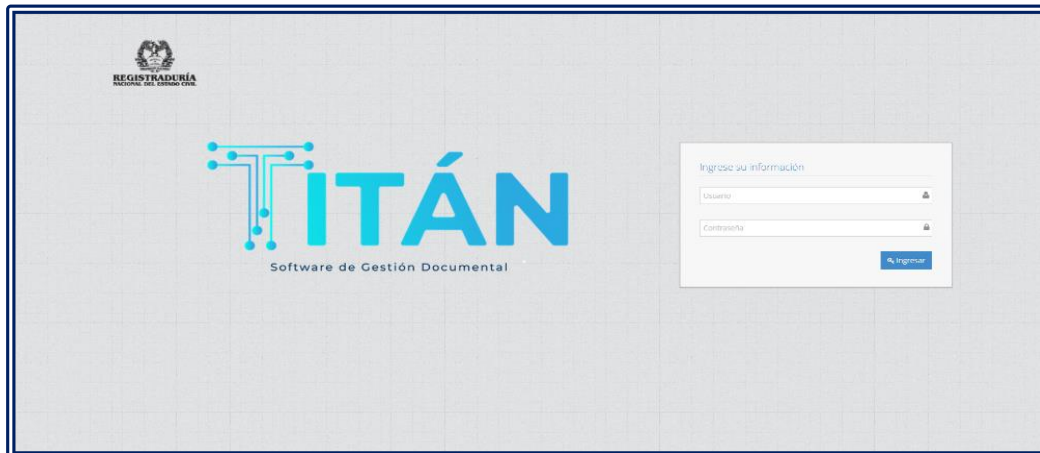 REGISTRADURÍA
NACIONAL DEL ESTADO CIVIL
TITÁN
Software de Gestión Documental
Ingrese su información
Usuario
Contraseña
Ingresar